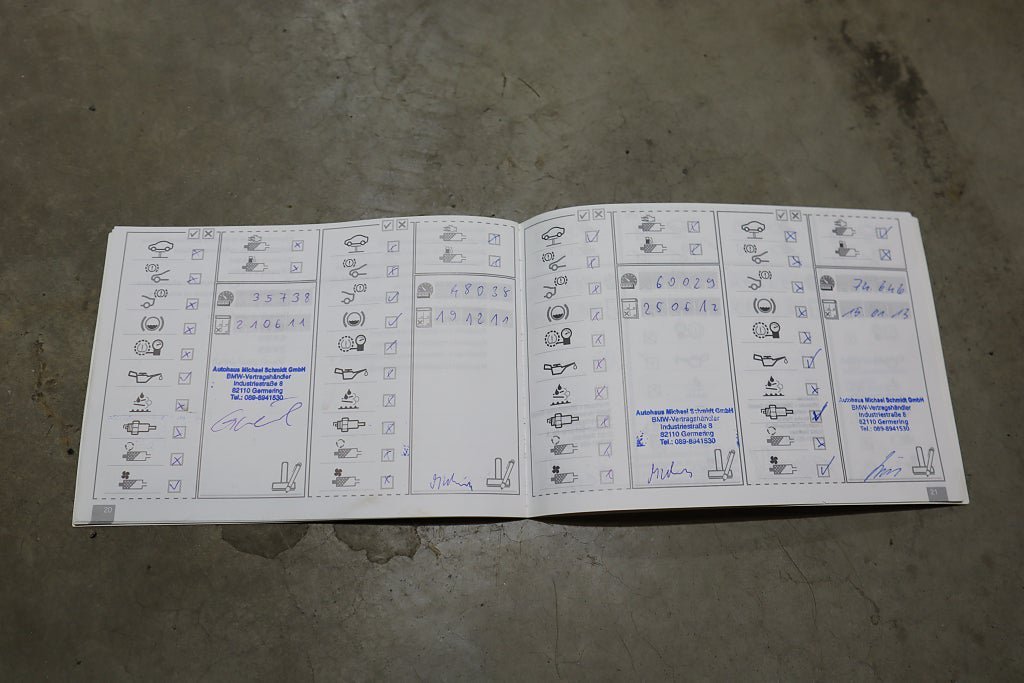 35738
210611
Autohaus Michael Schmidt GmbH
BMW-Vertragshändler
Industriestraße 8
82110 Germering
Tel.: 089-8941530
20
48038
191211
60029
250612
Autohaus Michael Schmidt GmbH
BMW-Vertragshändler
Industriestraße 8
82110 Germering
Tel.: 089-8941530
74646
15 01 13
Autohaus Michael Schmidt GmbH
BMW-Vertragshändler
Industriestraße 8
82110 Germering
Tel.: 089-8941530
21